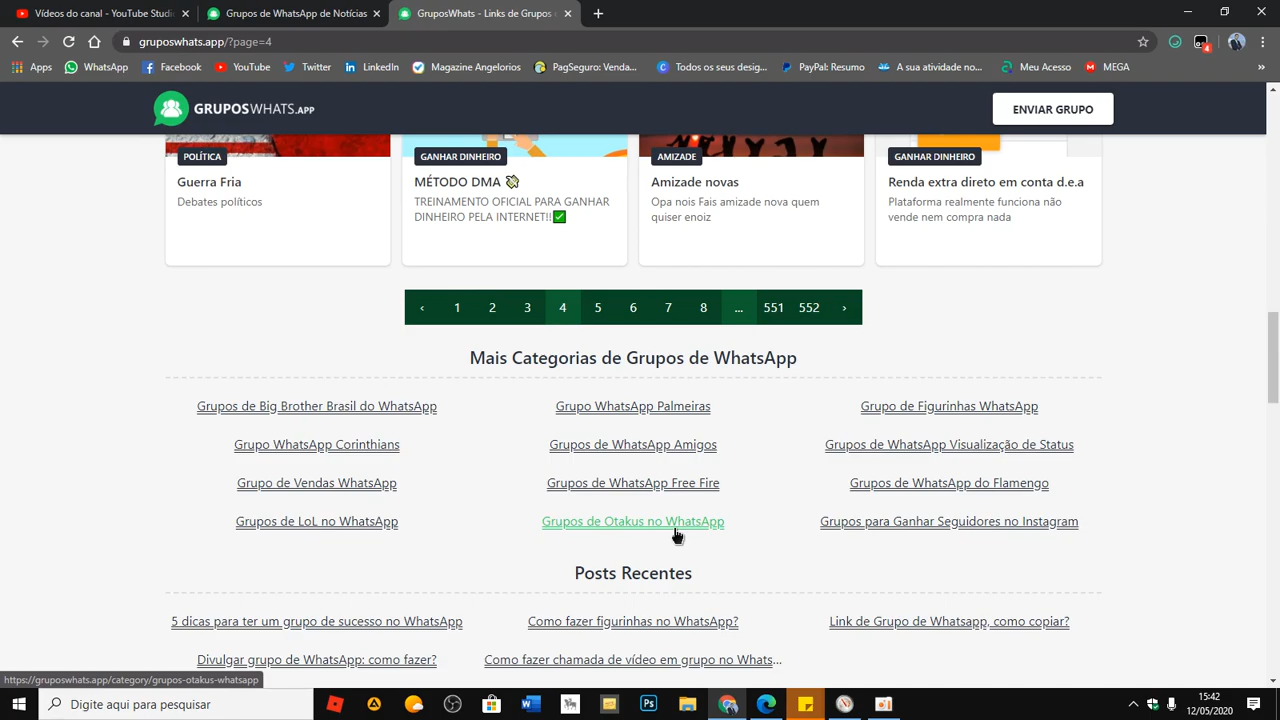 Vídeos do canal - YouTube Studi
Grupos de WhatsApp de Notícias
GruposWhats - Links de Grupos
gruposwhats.app/?page=4
4
Apps
WhatsApp
Facebook
YouTube
Twitter
LinkedIn
Magazine Angelorios
PagSeguro: Venda...
Todos os seus desig...
PayPal: Resumo
A sua atividade no...
Meu Acesso
MEGA
»
GRUPOSWHATS.APP
ENVIAR GRUPO
POLÍTICA
GANHAR DINHEIRO
AMIZADE
GANHAR DINHEIRO
Guerra Fria
MÉTODO DMA 💸
Amizade novas
Renda extra direto em conta d.e.a
Debates políticos
TREINAMENTO OFICIAL PARA GANHAR
DINHEIRO PELA INTERNET!!✅
Opa nois Fais amizade nova quem
quiser enoiz
Plataforma realmente funciona não
vende nem compra nada
‹ 1 2 3 4 5 6 7 8 ... 551 552 ›
Mais Categorias de Grupos de WhatsApp
Grupos de Big Brother Brasil do WhatsApp
Grupo WhatsApp Palmeiras
Grupo de Figurinhas WhatsApp
Grupo WhatsApp Corinthians
Grupos de WhatsApp Amigos
Grupos de WhatsApp Visualização de Status
Grupo de Vendas WhatsApp
Grupos de WhatsApp Free Fire
Grupos de WhatsApp do Flamengo
Grupos de LoL no WhatsApp
Grupos de Otakus no WhatsApp
Grupos para Ganhar Seguidores no Instagram
Posts Recentes
5 dicas para ter um grupo de sucesso no WhatsApp
Como fazer figurinhas no WhatsApp?
Link de Grupo de Whatsapp, como copiar?
Divulgar grupo de WhatsApp: como fazer?
Como fazer chamada de vídeo em grupo no Whats...
https://gruposwhats.app/category/grupos-otakus-whatsapp
Digite aqui para pesquisar
15:42
12/05/2020